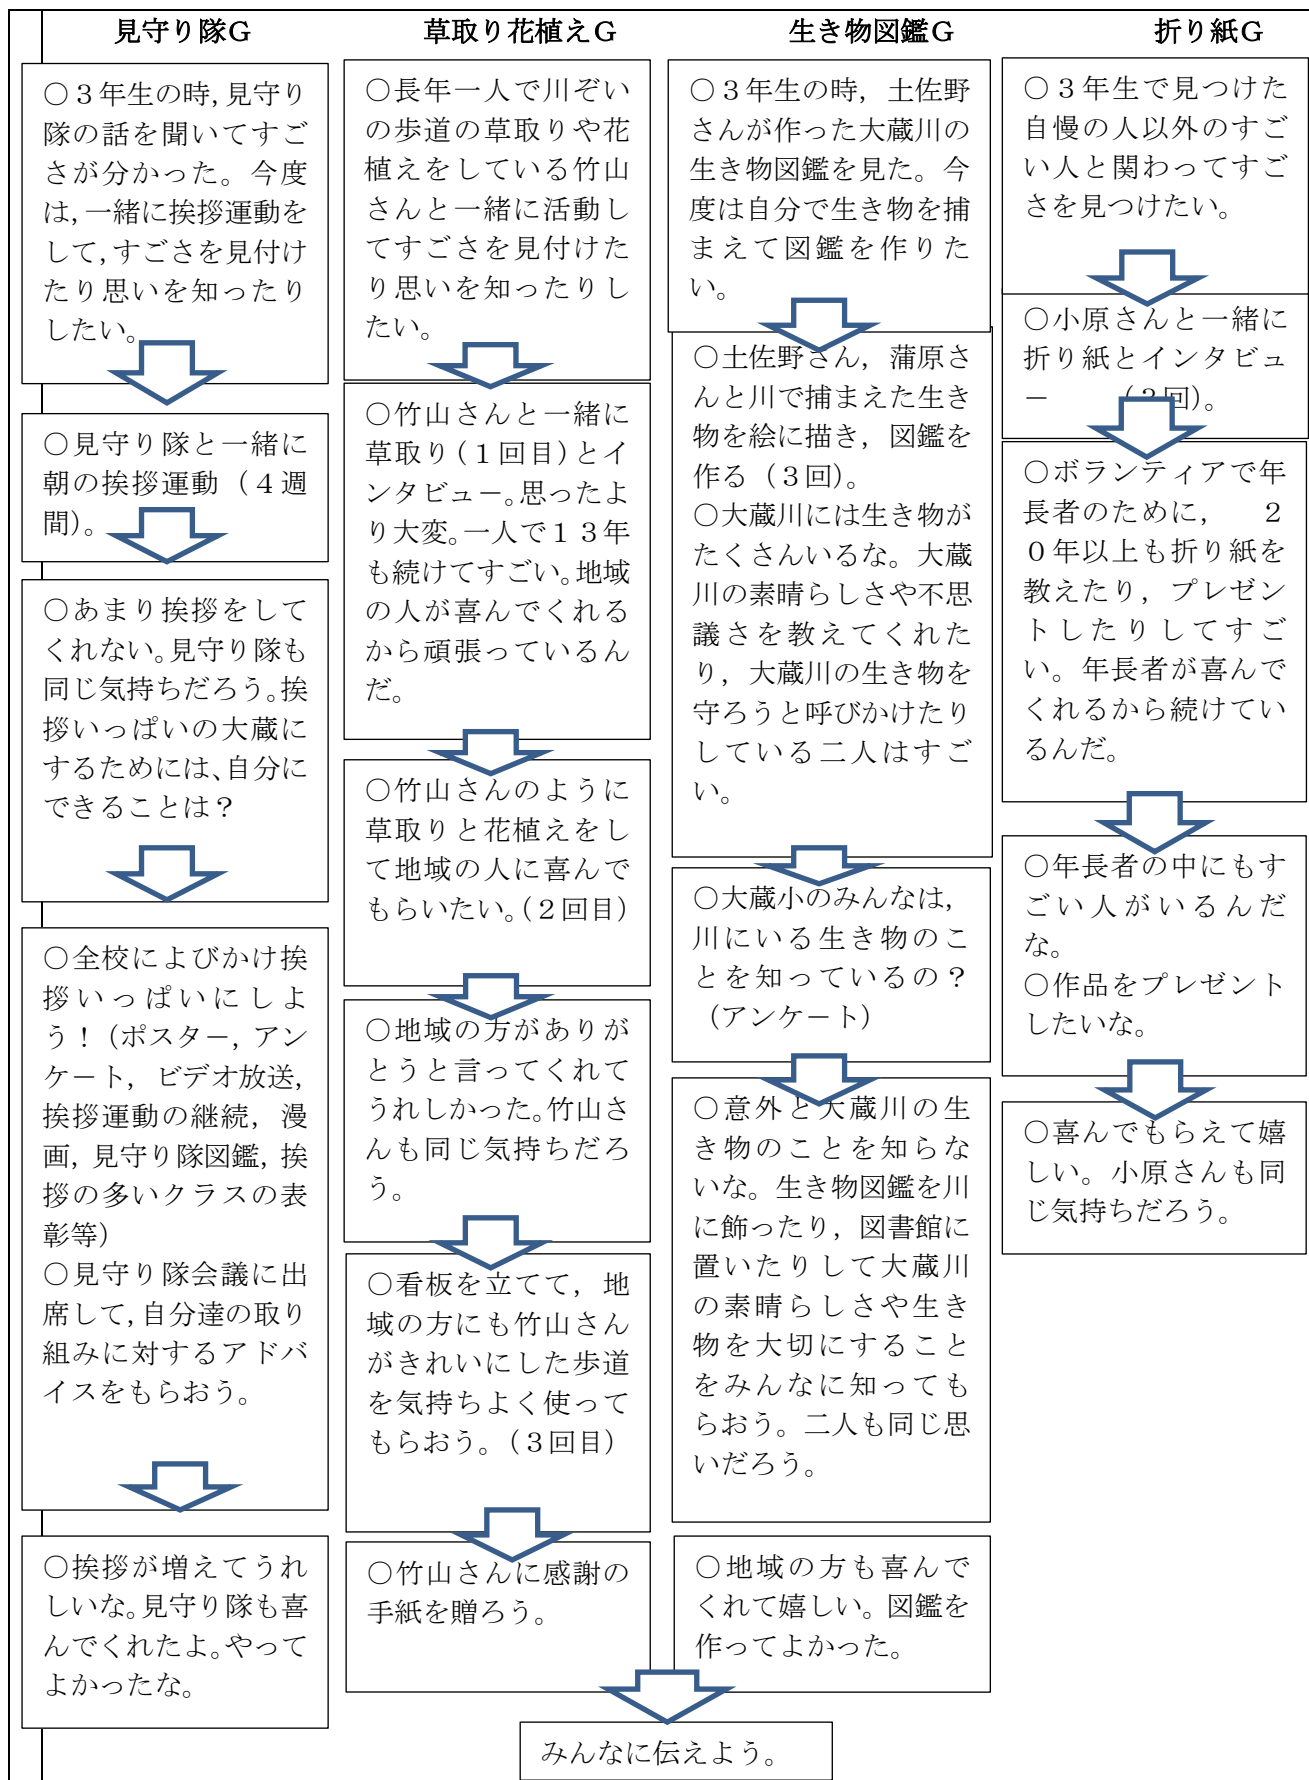 見守り隊G
○３年生の時,見守り
隊の話を聞いてすご
さが分かった。今度
は,一緒に挨拶運動を
して,すごさを見付け
たり思いを知ったり
したい。
○見守り隊と一緒に
朝の挨拶運動（４週
間）。
○あまり挨拶をして
くれない。見守り隊も
同じ気持ちだろう。挨
拶いっぱいの大蔵に
するためには、自分に
できることは？
○全校によびかけ挨
拶いっぱいにしよ
う！（ポスター,アン
ケート，ビデオ放送,
挨拶運動の継続，漫
画,見守り隊図鑑,挨
拶の多いクラスの表
彰等）
○見守り隊会議に出
席して,自分達の取り
組みに対するアドバ
イスをもらおう。
○挨拶が増えてうれ
しいな。見守り隊も喜
んでくれたよ。やって
よかったな。
草取り花植えG
○長年一人で川ぞい
の歩道の草取りや花
植えをしている竹山
さんと一緒に活動し
てすごさを見付けた
り思いを知ったりし
たい。
○竹山さんと一緒に
草取り（１回目）とイ
ンタビュー。思ったよ
り大変。一人で１３年
も続けてすごい。地域
の人が喜んでくれる
から頑張っているん
だ。
○竹山さんのように
草取りと花植えをし
て地域の人に喜んで
もらいたい。（２回目）
○地域の方がありが
とうと言ってくれて
うれしかった。竹山さ
んも同じ気持ちだろ
う。
○看板を立てて，地
域の方にも竹山さん
がきれいにした歩道
を気持ちよく使って
もらおう。（３回目）
○竹山さんに感謝の
手紙を贈ろう。
生き物図鑑G
○３年生の時，土佐野
さんが作った大蔵川の
生き物図鑑を見た。今
度は自分で生き物を捕
まえて図鑑を作りた
い。
○土佐野さん，蒲原さ
んと川で捕まえた生き
物を絵に描き，図鑑を
作る（３回）。
○大蔵川には生き物が
たくさんいるな。大蔵
川の素晴らしさや不思
議さを教えてくれた
り，大蔵川の生き物を
守ろうと呼びかけたり
している二人はすご
い。
○大蔵小のみんなは，
川にいる生き物のこ
とを知っているの？
（アンケート）
○意外と大蔵川の生
き物のことを知らな
いな。生き物図鑑を川
に飾ったり，図書館に
置いたりして大蔵川
の素晴らしさや生き
物を大切にすること
をみんなに知っても
らおう。二人も同じ思
いだろう。
○地域の方も喜んで
くれて嬉しい。図鑑を
作ってよかった。
折り紙G
○３年生で見つけた
自慢の人以外のすご
い人と関わってすご
さを見つけたい。
○小原さんと一緒に
折り紙とインタビュ
ー　　回）。
○ボランティアで年
長者のために，　２
０年以上も折り紙を
教えたり，プレゼン
トしたりしてすご
い。年長者が喜んで
くれるから続けてい
るんだ。
○年長者の中にもす
ごい人がいるんだ
な。
○作品をプレゼント
したいな。
○喜んでもらえて嬉
しい。小原さんも同
じ気持ちだろう。
みんなに伝えよう。